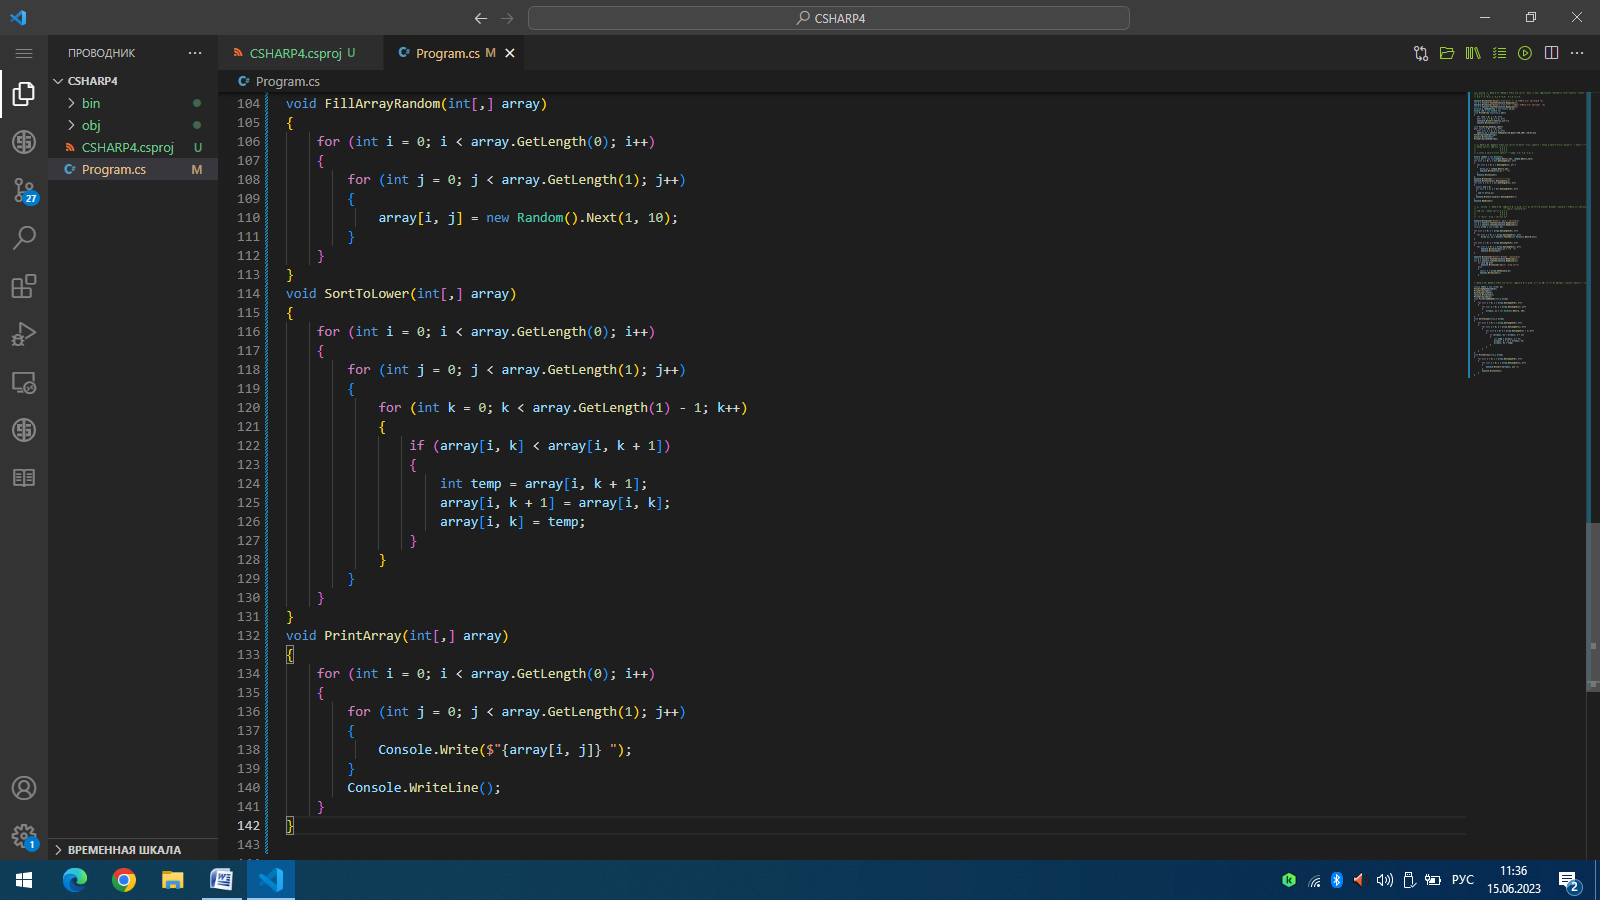 CSHARP4
ПРОВОДНИК
CSHARP4.csproj U
Program.cs M
CSHARP4
bin
obj
CSHARP4.csproj U
Program.cs M
27
1
ВРЕМЕННАЯ ШКАЛА
Program.cs
104 void FillArrayRandom(int[,] array)
105 {
106 for (int i = 0; i < array.GetLength(0); i++)
107 {
108 for (int j = 0; j < array.GetLength(1); j++)
109 {
110 array[i, j] = new Random().Next(1, 10);
111 }
112 }
113 }
114 void SortToLower(int[,] array)
115 {
116 for (int i = 0; i < array.GetLength(0); i++)
117 {
118 for (int j = 0; j < array.GetLength(1); j++)
119 {
120 for (int k = 0; k < array.GetLength(1) - 1; k++)
121 {
122 if (array[i, k] < array[i, k + 1])
123 {
124 int temp = array[i, k + 1];
125 array[i, k + 1] = array[i, k];
126 array[i, k] = temp;
127 }
128 }
129 }
130 }
131 }
132 void PrintArray(int[,] array)
133 {
134 for (int i = 0; i < array.GetLength(0); i++)
135 {
136 for (int j = 0; j < array.GetLength(1); j++)
137 {
138 Console.Write($"{array[i, j]} ");
139 }
140 Console.WriteLine();
141 }
142 }
143
РУС
11:36
15.06.2023
2